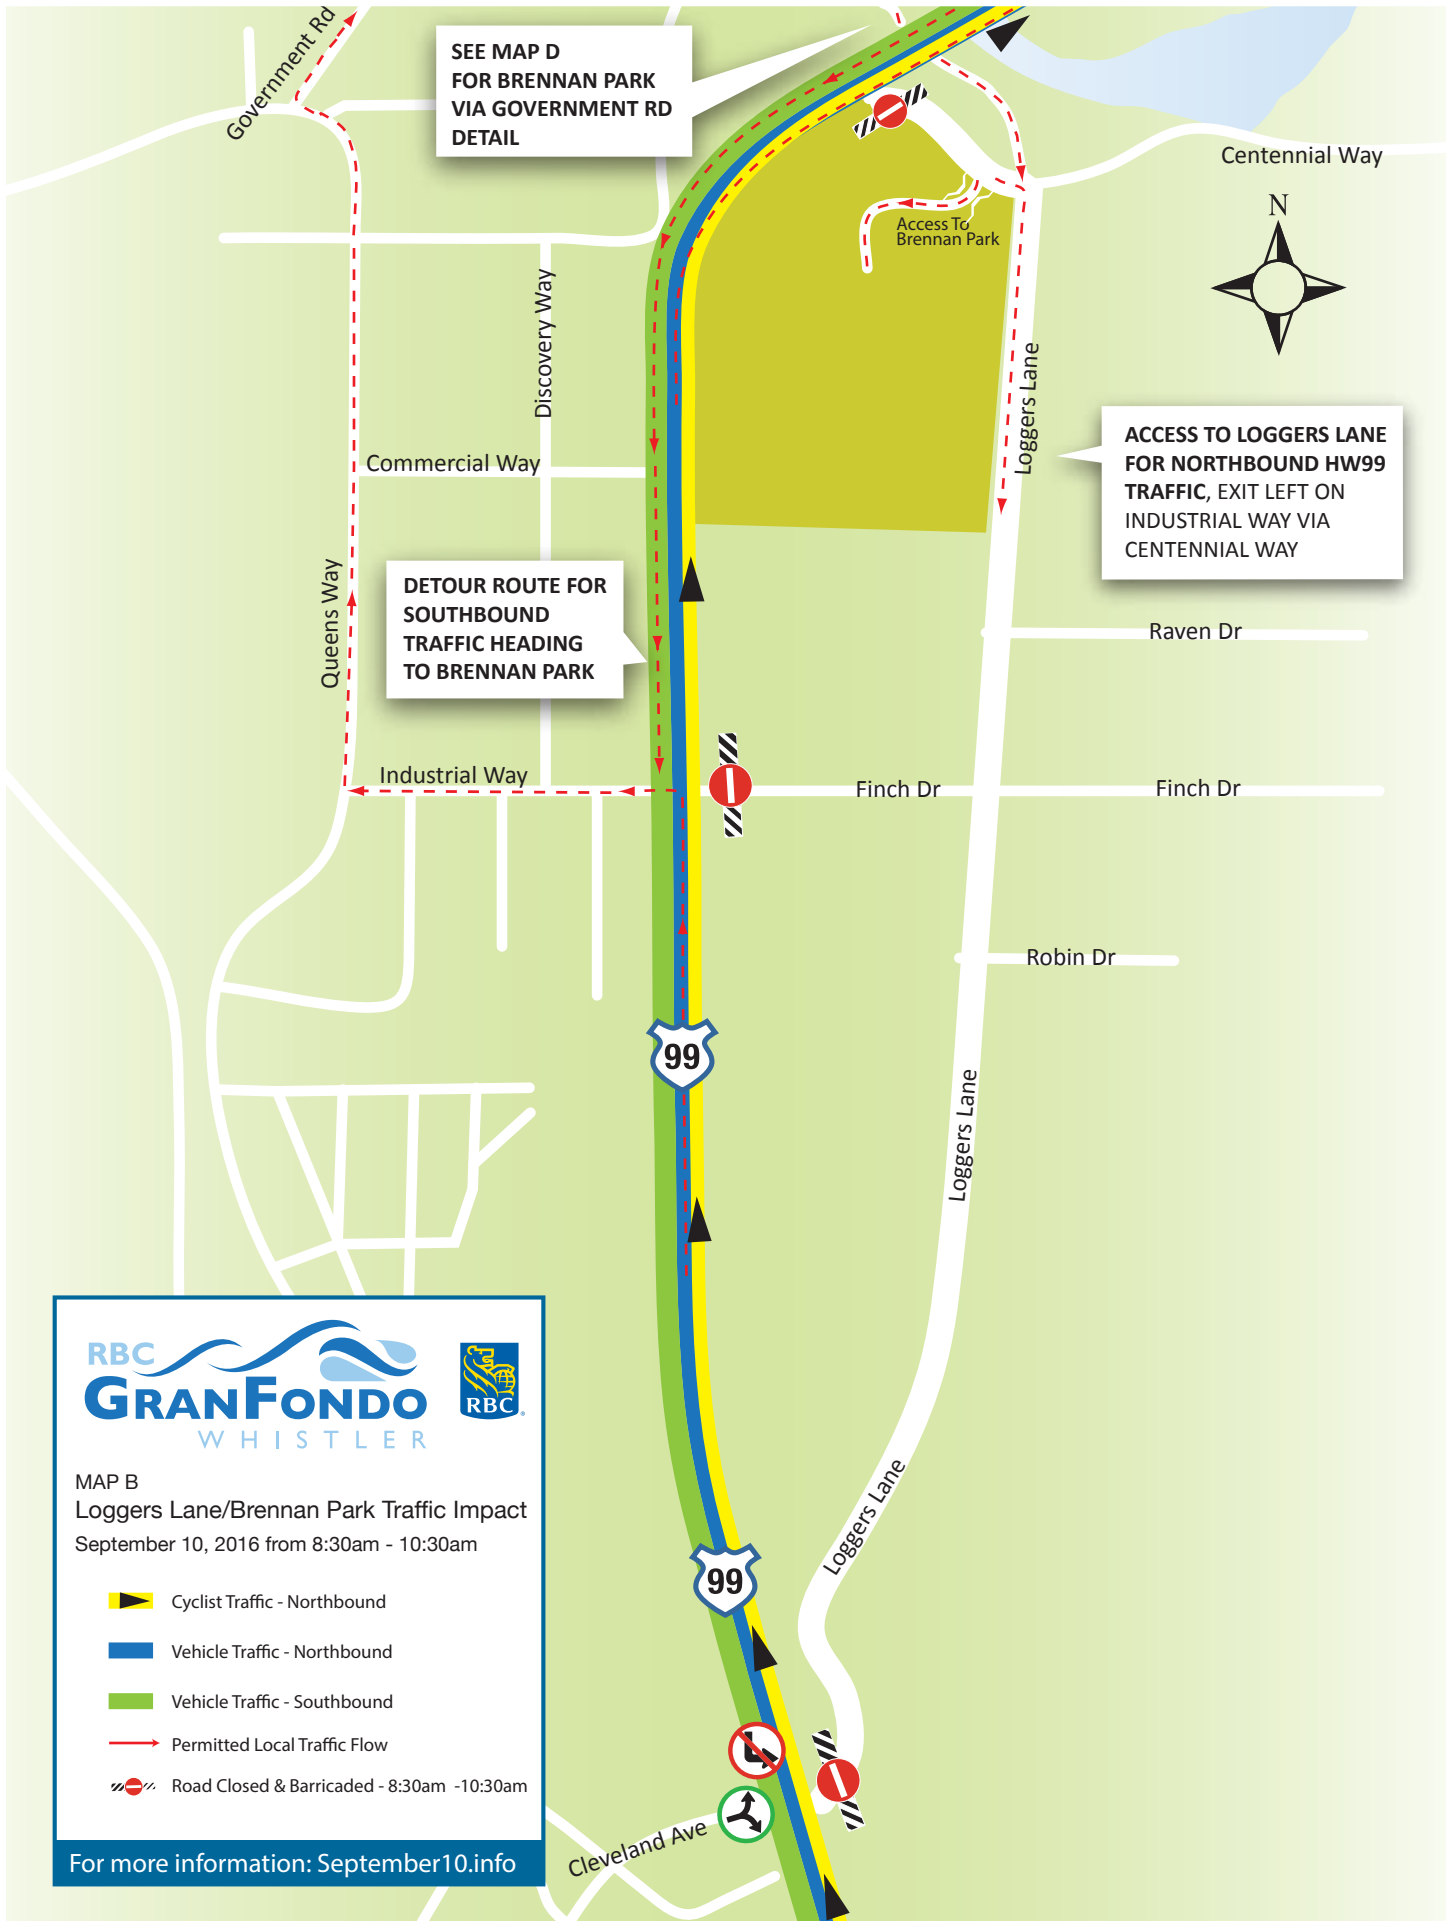 Government Rd
SEE MAP D
FOR BRENNAN PARK
VIA GOVERNMENT RD
DETAIL
Centennial Way
N
Access To
Brennan Park
Discovery Way
Loggers Lane
Commercial Way
ACCESS TO LOGGERS LANE
FOR NORTHBOUND HW99
TRAFFIC, EXIT LEFT ON
INDUSTRIAL WAY VIA
CENTENNIAL WAY
Queens Way
DETOUR ROUTE FOR
SOUTHBOUND
TRAFFIC HEADING
TO BRENNAN PARK
Raven Dr
Industrial Way
Finch Dr
Finch Dr
Robin Dr
99
Loggers Lane
Loggers Lane
99
Cleveland Ave
RBC
GRANFONDO
WHISTLER
RBC
MAP B
Loggers Lane/Brennan Park Traffic Impact
September 10, 2016 from 8:30am - 10:30am
Cyclist Traffic - Northbound
Vehicle Traffic - Northbound
Vehicle Traffic - Southbound
Permitted Local Traffic Flow
Road Closed & Barricaded - 8:30am -10:30am
For more information: September10.info